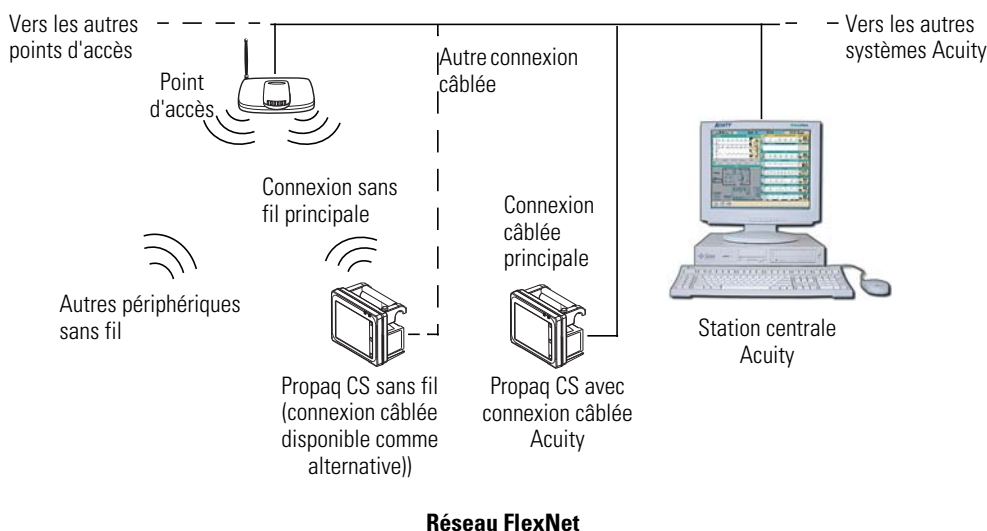 Vers les autres
points d'accès
Vers les autres
systèmes Acuity
Autre connexion
câblée
Point
d'accès
Connexion sans
fil principale
Connexion
câblée
principale
Autres périphériques
sans fil
Station centrale
Acuity
Propaq CS sans fil
(connexion câblée
disponible comme
alternative))
Propaq CS avec
connexion câblée
Acuity
Réseau FlexNet